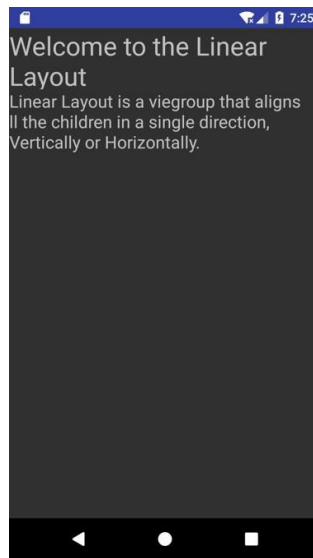 7:25
Welcome to the Linear
Layout
Linear Layout is a viegroup that aligns
ll the children in a single direction,
Vertically or Horizontally.